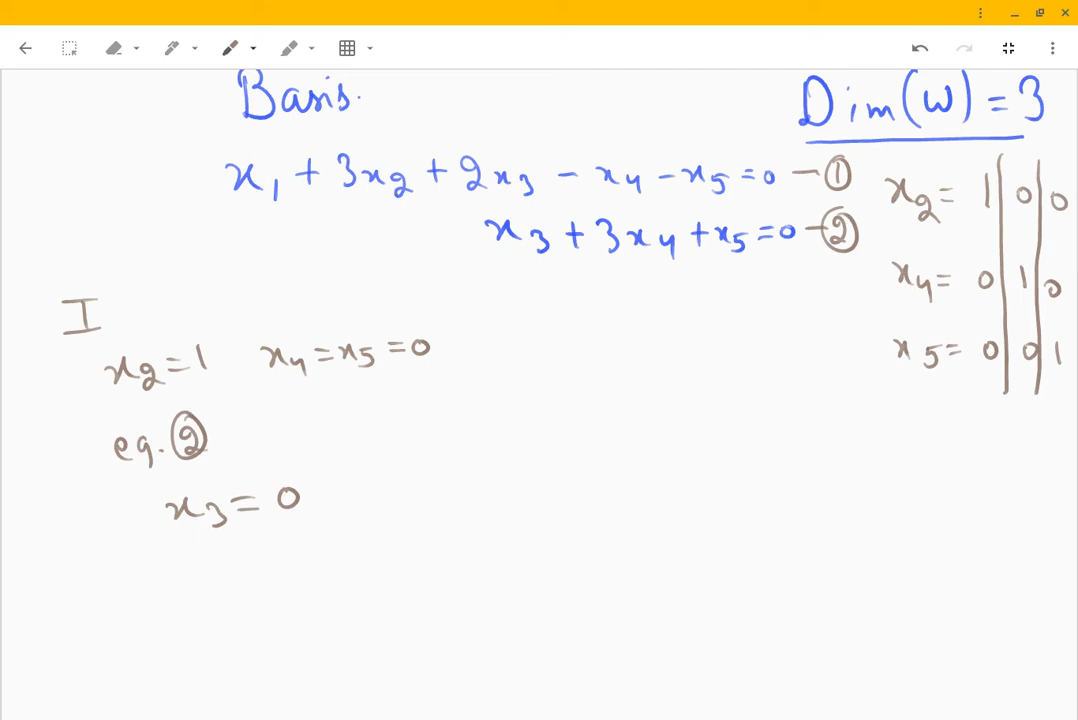 Basis.
Dim(W) = 3
x₁ + 3x₂ + 2x₃ - x₄ - x₅ = 0 - ①
x₃ + 3x₄ + x₅ = 0 - ②
x₂ = 1 | 0 | 0
x₄ = 0 | 1 | 0
x₅ = 0 | 0 | 1
I
x₂ = 1 x₄ = x₅ = 0
eq. ②
x₃ = 0